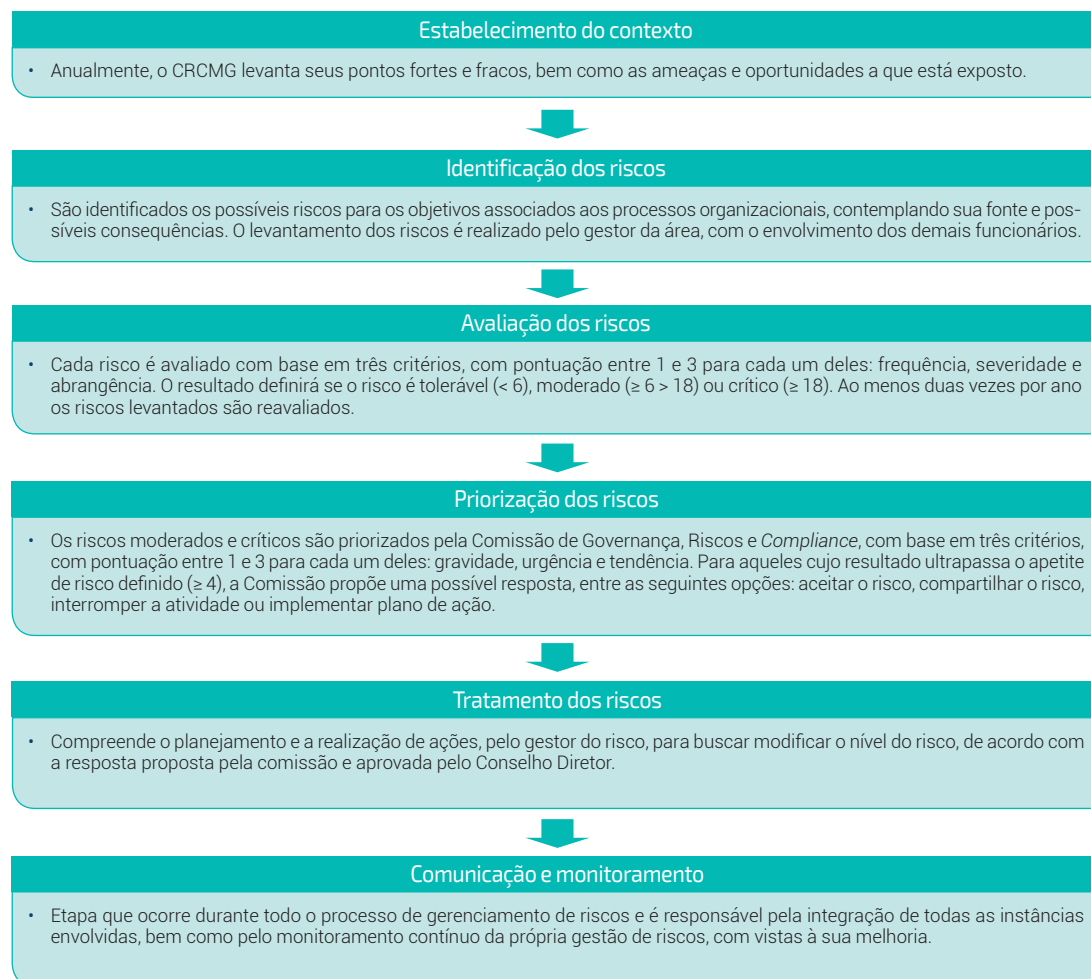 Estabelecimento do contexto
• Anualmente, o CRCMG levanta seus pontos fortes e fracos, bem como as ameaças e oportunidades a que está exposto.
Identificação dos riscos
• São identificados os possíveis riscos para os objetivos associados aos processos organizacionais, contemplando sua fonte e pos-
síveis consequências. O levantamento dos riscos é realizado pelo gestor da área, com o envolvimento dos demais funcionários.
Avaliação dos riscos
• Cada risco é avaliado com base em três critérios, com pontuação entre 1 e 3 para cada um deles: frequência, severidade e
abrangência. O resultado definirá se o risco é tolerável (< 6), moderado (≥ 6 > 18) ou crítico (≥ 18). Ao menos duas vezes por ano
os riscos levantados são reavaliados.
Priorização dos riscos
• Os riscos moderados e críticos são priorizados pela Comissão de Governança, Riscos e Compliance, com base em três critérios,
com pontuação entre 1 e 3 para cada um deles: gravidade, urgência e tendência. Para aqueles cujo resultado ultrapassa o apetite
de risco definido (≥ 4), a Comissão propõe uma possível resposta, entre as seguintes opções: aceitar o risco, compartilhar o risco,
interromper a atividade ou implementar plano de ação.
Tratamento dos riscos
• Compreende o planejamento e a realização de ações, pelo gestor do risco, para buscar modificar o nível do risco, de acordo com
a resposta proposta pela comissão e aprovada pelo Conselho Diretor.
Comunicação e monitoramento
• Etapa que ocorre durante todo o processo de gerenciamento de riscos e é responsável pela integração de todas as instâncias
envolvidas, bem como pelo monitoramento contínuo da própria gestão de riscos, com vistas à sua melhoria.